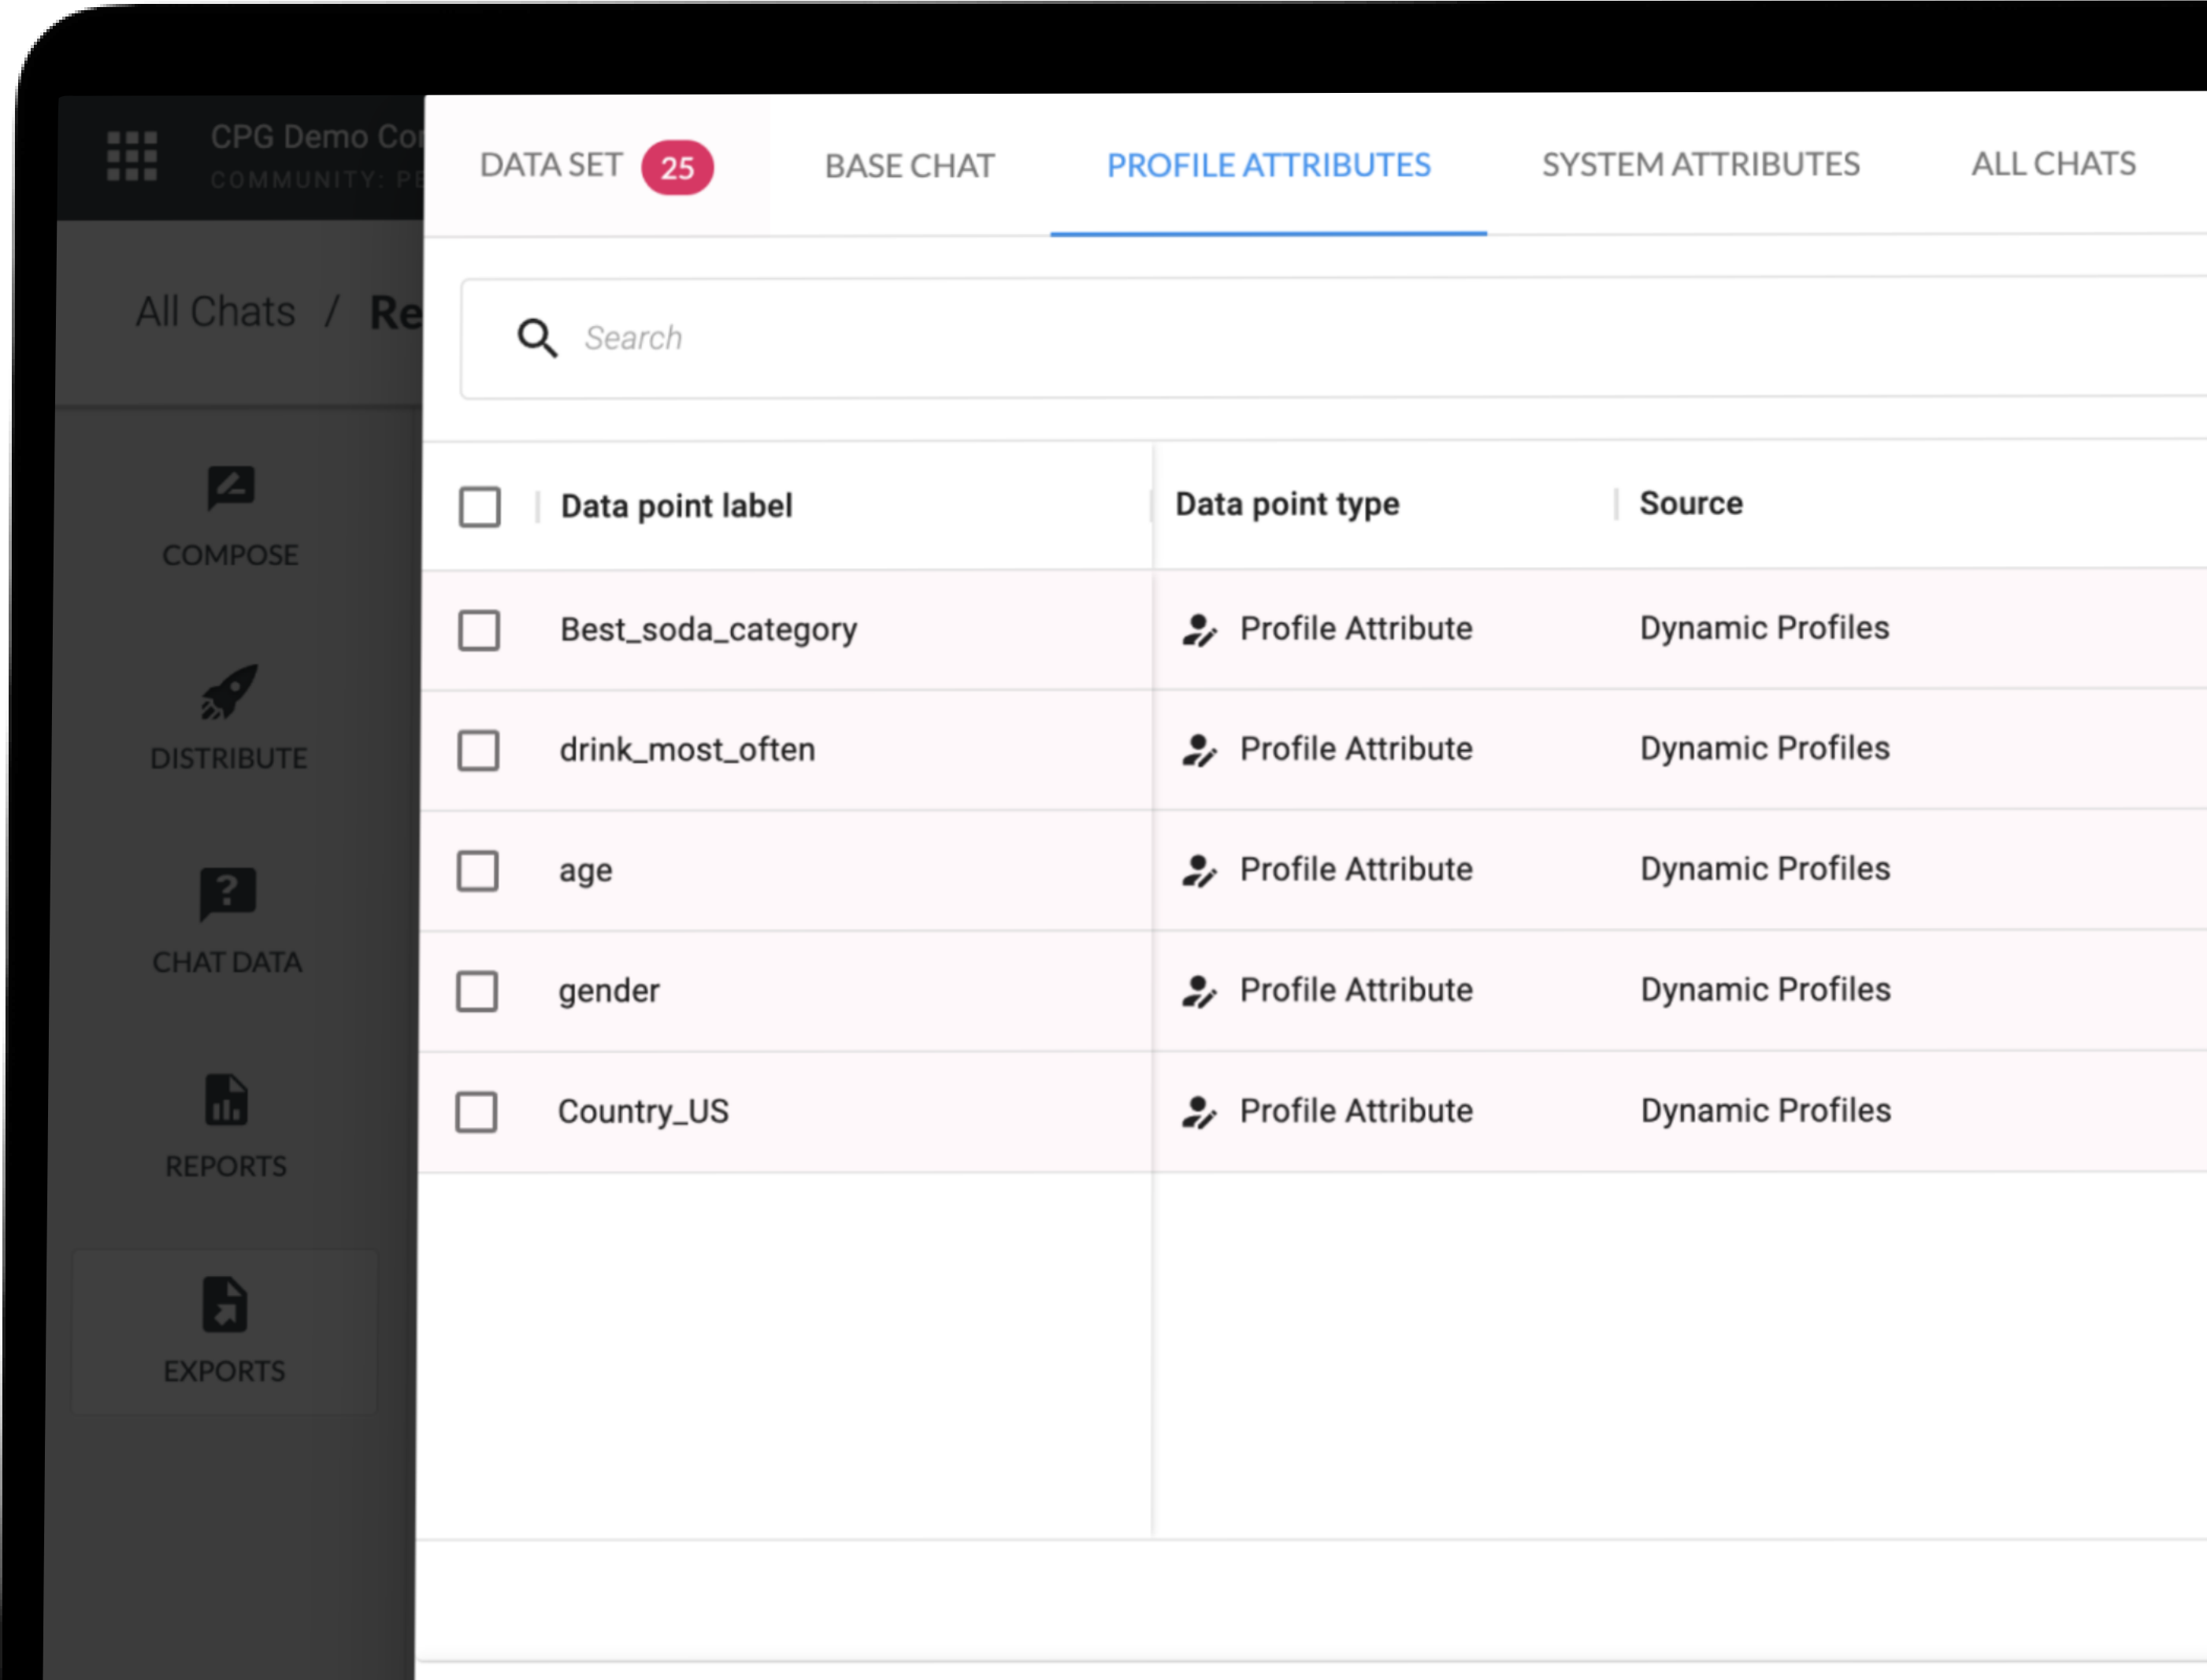 CPG Demo
COMMUNITY:
All Chats /
COMPOSE
DISTRIBUTE
CHAT DATA
REPORTS
EXPORTS
DATA SET 25 BASE CHAT PROFILE ATTRIBUTES SYSTEM ATTRIBUTES ALL CHATS
Search
Data point label Data point type Source
Best_soda_category Profile Attribute Dynamic Profiles
drink_most_often Profile Attribute Dynamic Profiles
age Profile Attribute Dynamic Profiles
gender Profile Attribute Dynamic Profiles
Country_US Profile Attribute Dynamic Profiles